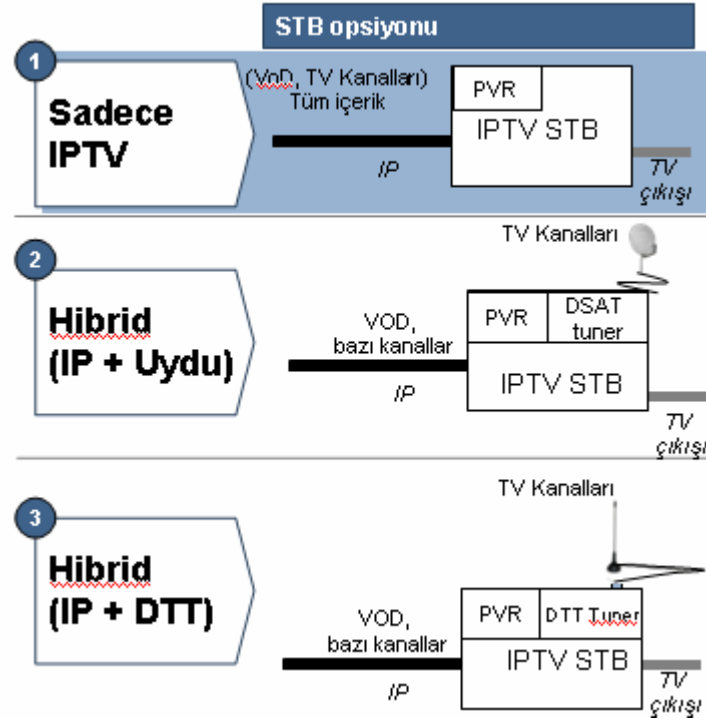 STB opsiyonu
1
Sadece
IPTV
(VoD, TV Kanalları)
Tüm içerik
IP
PVR
IPTV STB
TV
çıkışı
2
Hibrid
(IP + Uydu)
TV Kanalları
VOD,
bazı kanallar
IP
PVR
DSAT
tuner
IPTV STB
TV
çıkışı
3
Hibrid
(IP + DTT)
TV Kanalları
VOD,
bazı kanallar
IP
PVR
DTT Tuner
IPTV STB
TV
çıkışı